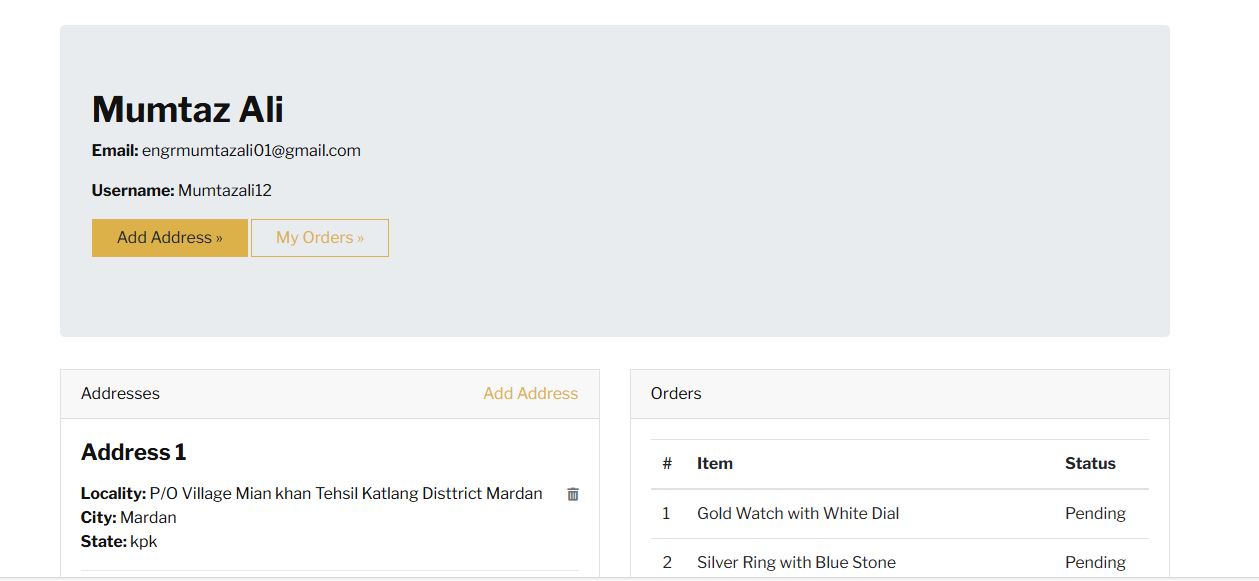 Mumtaz Ali
Email: engrmumtazali01@gmail.com
Username: Mumtazali12
Add Address » My Orders »
Addresses Add Address
Address 1
Locality: P/O Village Mian khan Tehsil Katlang Disttrict Mardan
City: Mardan
State: kpk
Orders
# Item Status
1 Gold Watch with White Dial Pending
2 Silver Ring with Blue Stone Pending